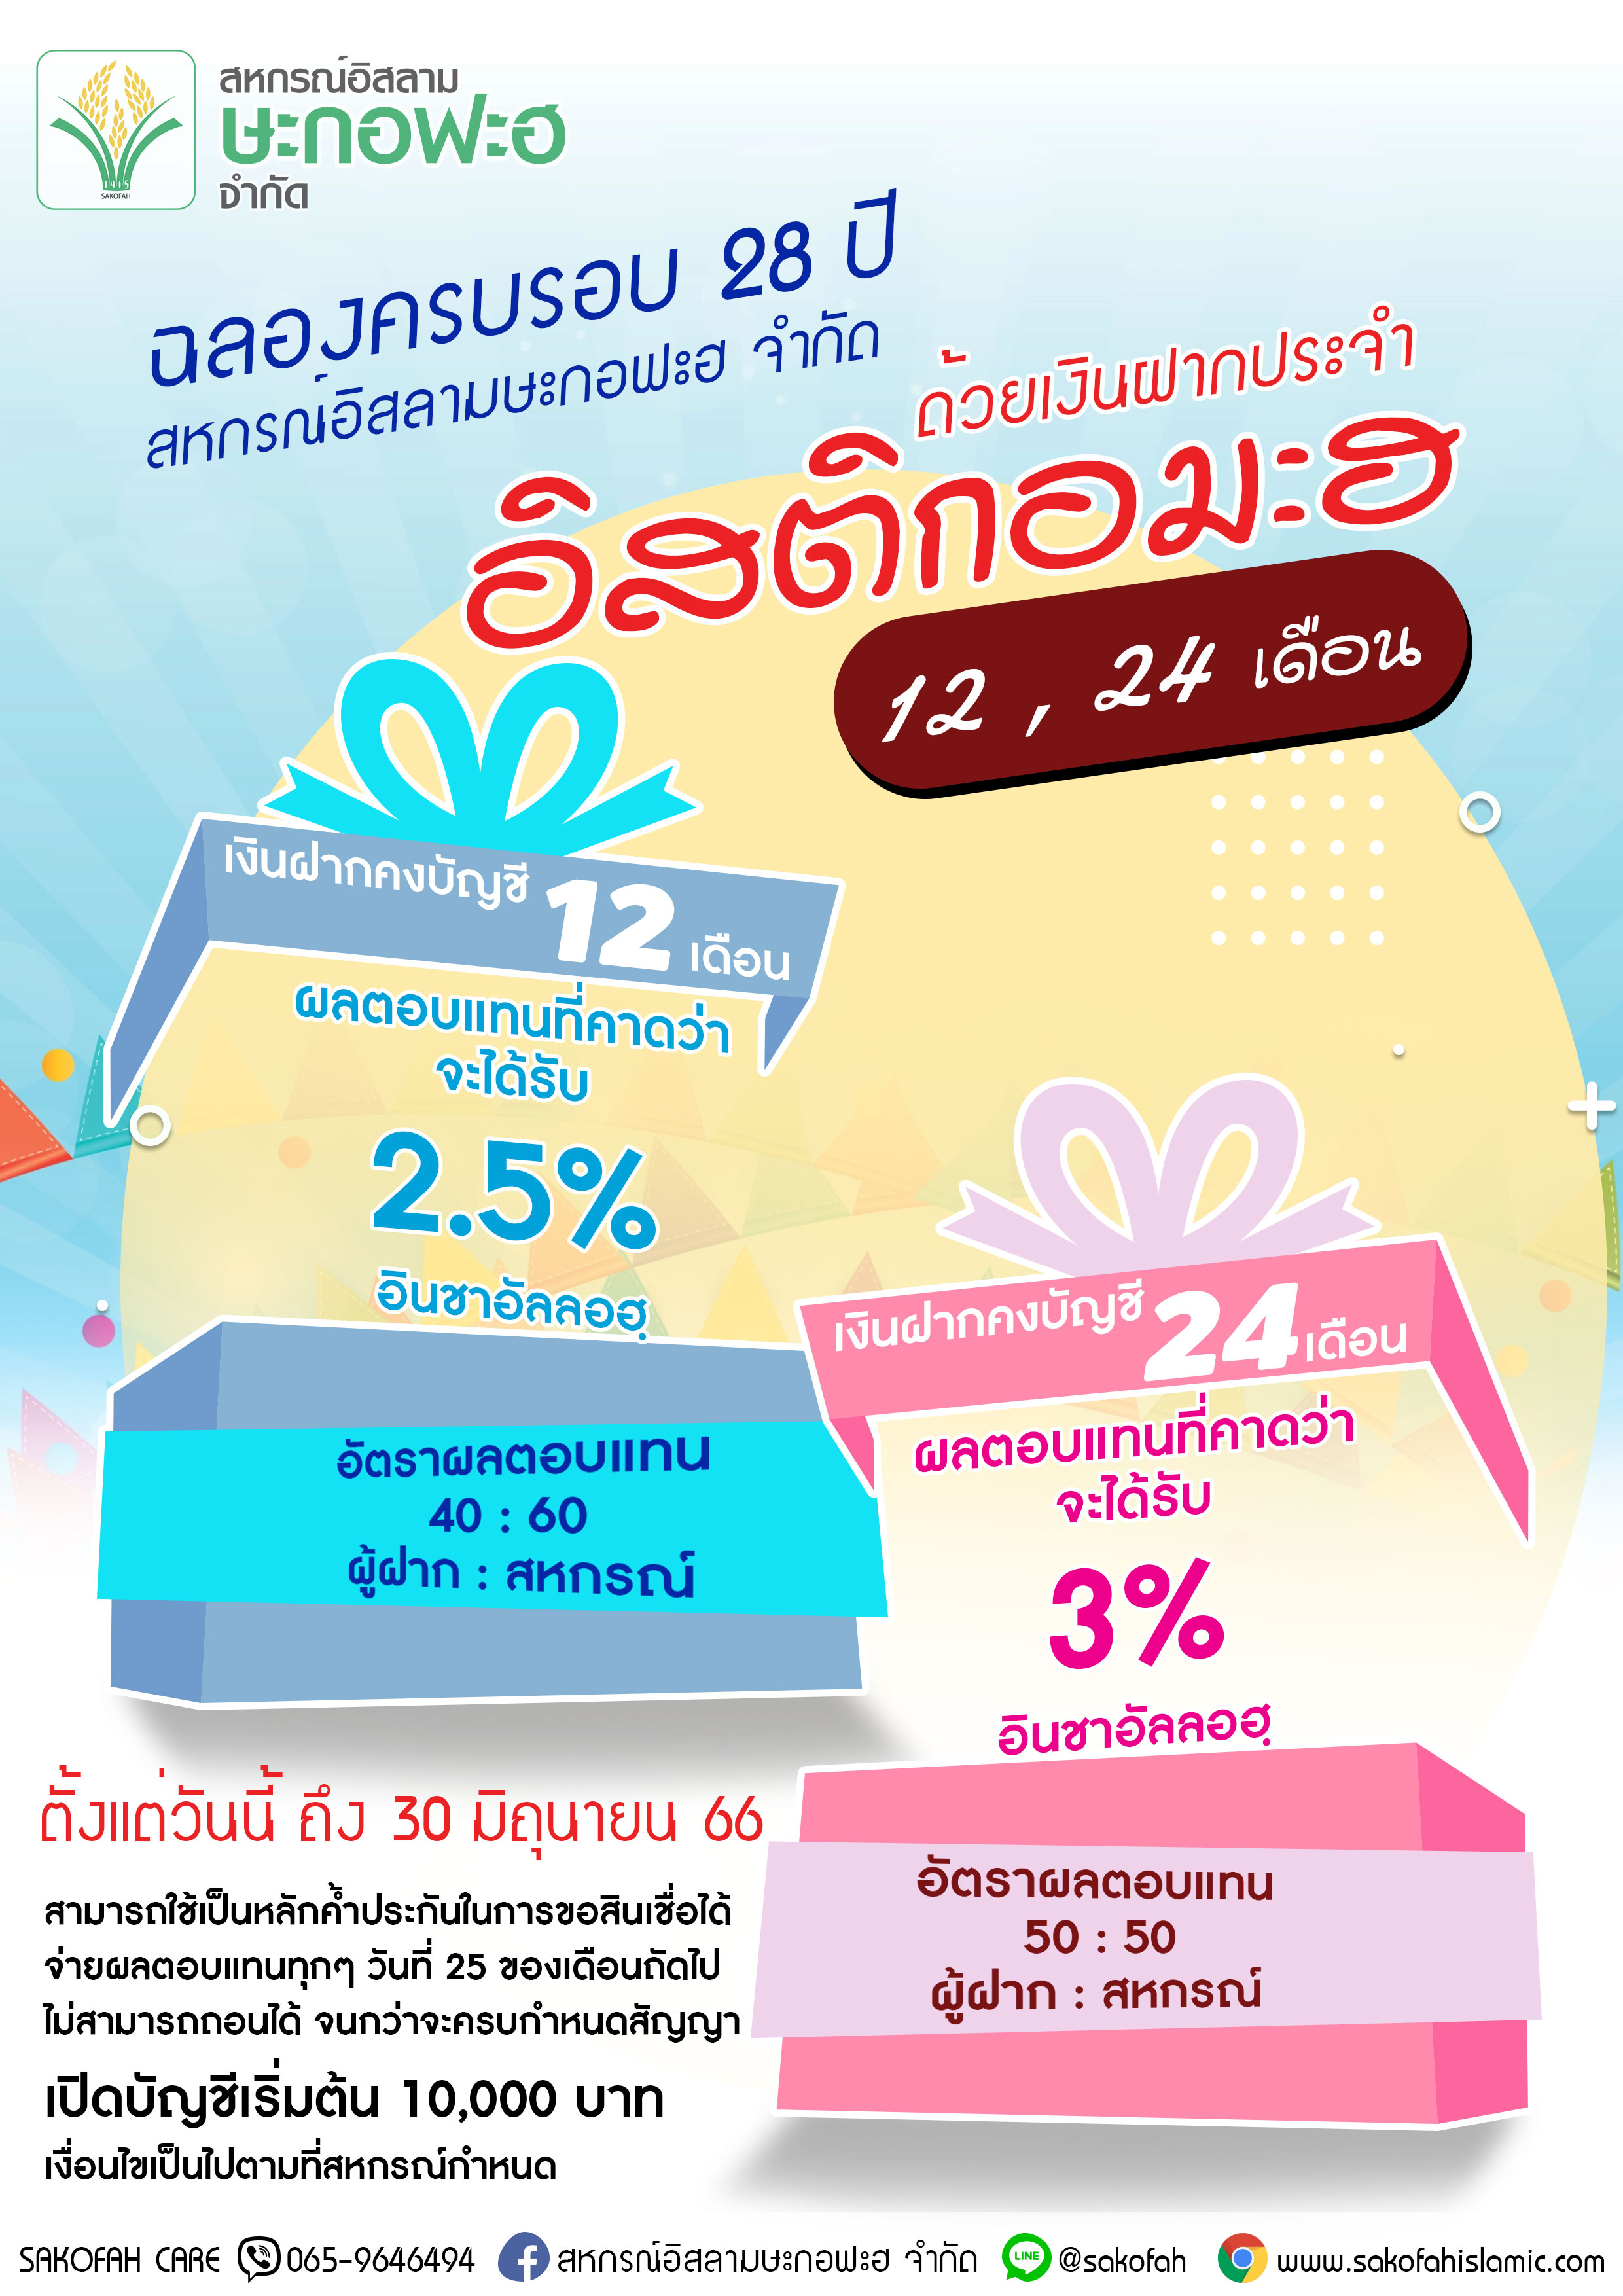 สหกรณ์อิสลาม
ษะกอฟะฮ
จำกัด
1415
SAKOFAH
ฉลองครบรอบ 28 ปี
สหกรณ์อิสลามษะกอฟะฮ จำกัด
ด้วยเงินฝากประจำ
อิสติกอมะฮ
12 , 24 เดือน
เงินฝากคงบัญชี 12 เดือน
ผลตอบแทนที่คาดว่า
จะได้รับ
2.5%
อินชาอัลลอฮฺ
อัตราผลตอบแทน
40 : 60
ผู้ฝาก : สหกรณ์
เงินฝากคงบัญชี 24 เดือน
ผลตอบแทนที่คาดว่า
จะได้รับ
3%
อินชาอัลลอฮฺ
อัตราผลตอบแทน
50 : 50
ผู้ฝาก : สหกรณ์
ตั้งแต่วันนี้ ถึง 30 มิถุนายน 66
สามารถใช้เป็นหลักค้ำประกันในการขอสินเชื่อได้
จ่ายผลตอบแทนทุกๆ วันที่ 25 ของเดือนถัดไป
ไม่สามารถถอนได้ จนกว่าจะครบกำหนดสัญญา
เปิดบัญชีเริ่มต้น 10,000 บาท
เงื่อนไขเป็นไปตามที่สหกรณ์กำหนด
SAKOFAH CARE 065-9646494 สหกรณ์อิสลามษะกอฟะฮ จำกัด LINE @sakofah www.sakofahislamic.com